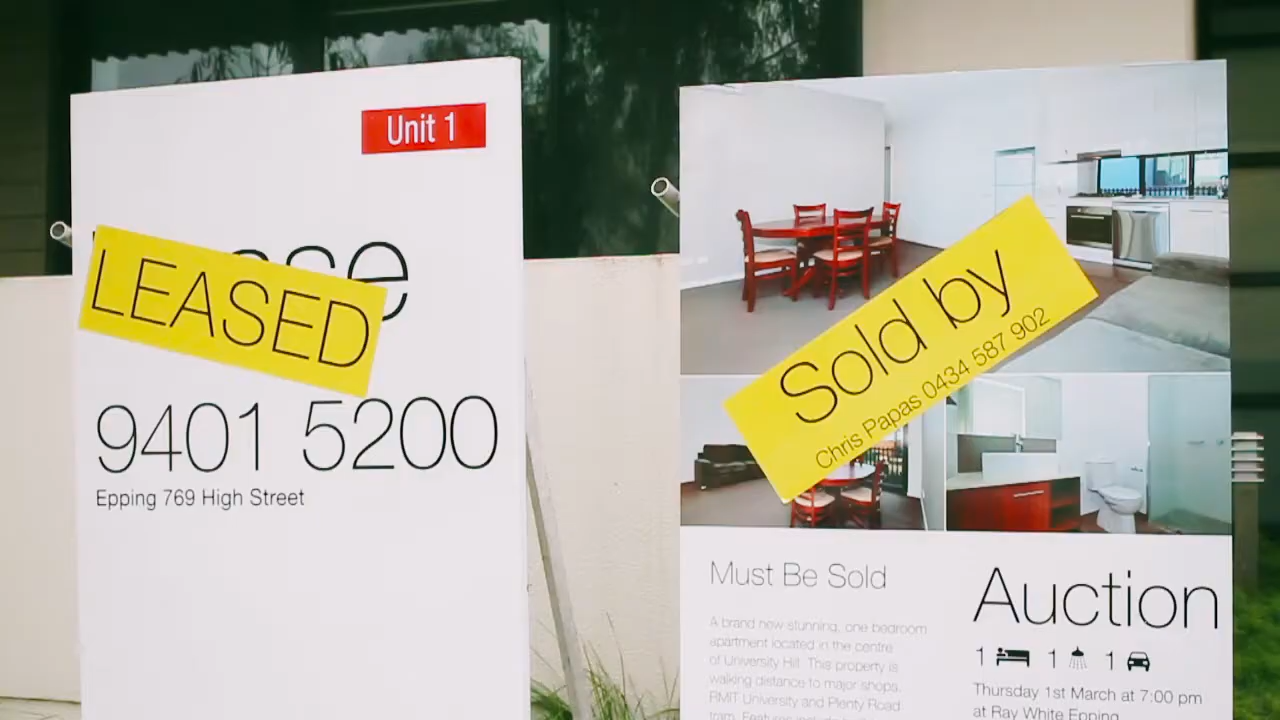 Unit 1
LEASED
9401 5200
Epping 769 High Street
Sold by
Chris Papas 0434 587 902
Must Be Sold
A brand new stunning, one bedroom
apartment located in the centre
of University Hill. This property is
walking distance to major shops,
RMIT University and Plenty Road
tram. Features include
Auction
1 1 1
Thursday 1st March at 7:00 pm
at Ray White Epping